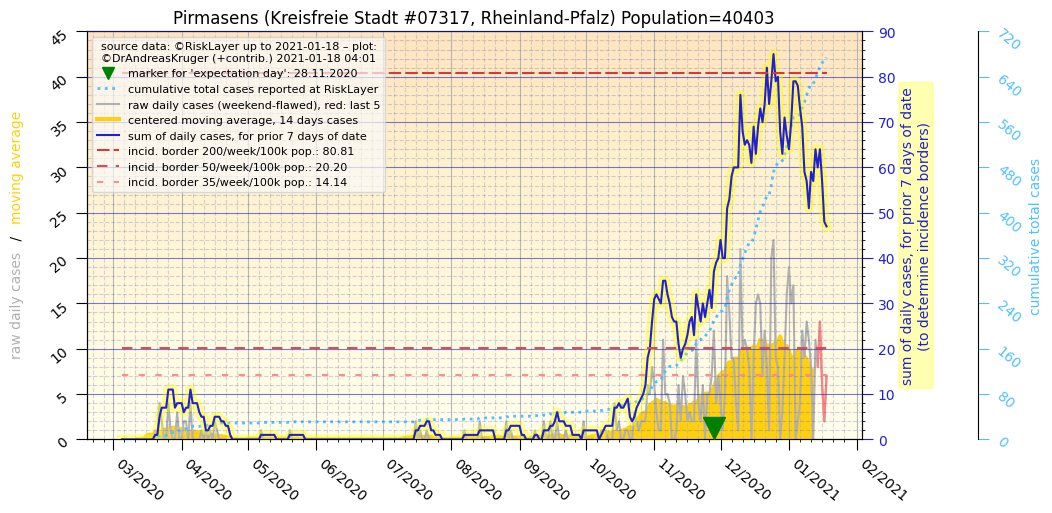 Pirmasens (Kreisfreie Stadt #07317, Rheinland-Pfalz) Population=40403
source data: ©RiskLayer up to 2021-01-18 – plot:
©DrAndreasKruger (+contrib.) 2021-01-18 04:01
marker for 'expectation day': 28.11.2020
cumulative total cases reported at RiskLayer
raw daily cases (weekend-flawed), red: last 5
centered moving average, 14 days cases
sum of daily cases, for prior 7 days of date
incid. border 200/week/100k pop.: 80.81
incid. border 50/week/100k pop.: 20.20
incid. border 35/week/100k pop.: 14.14
raw daily cases / moving average
45
40
35
30
25
20
15
10
5
0
03/2020
04/2020
05/2020
06/2020
07/2020
08/2020
09/2020
10/2020
11/2020
12/2020
01/2021
02/2021
90
80
70
60
50
40
30
20
10
0
sum of daily cases, for prior 7 days of date
(to determine incidence borders)
720
640
560
480
400
320
240
160
80
0
cumulative total cases